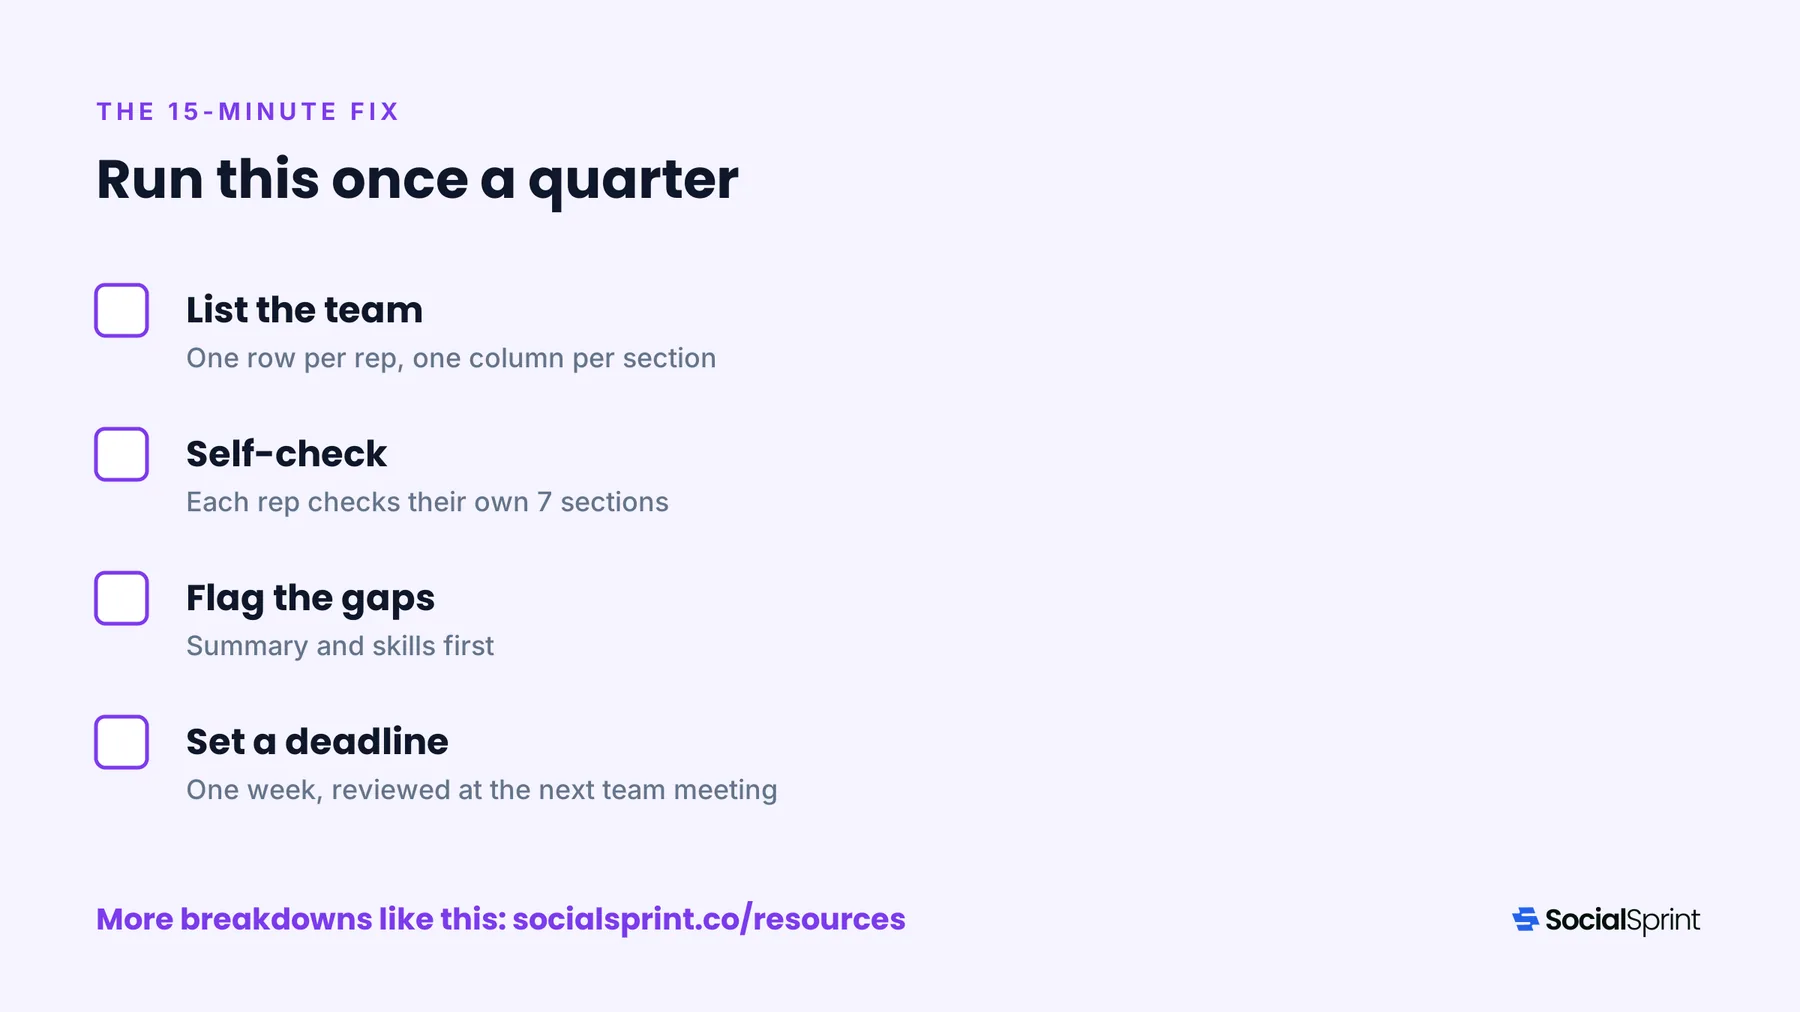 THE 15-MINUTE FIX
Run this once a quarter
List the team
One row per rep, one column per section
Self-check
Each rep checks their own 7 sections
Flag the gaps
Summary and skills first
Set a deadline
One week, reviewed at the next team meeting
More breakdowns like this: socialsprint.co/resources
SocialSprint